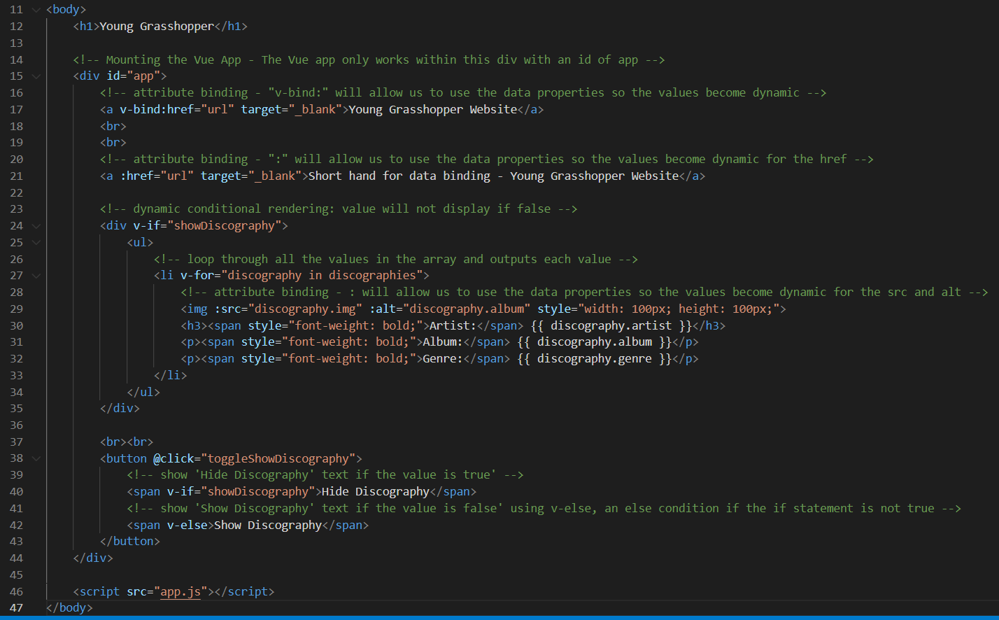 11 <body>
12 <h1>Young Grasshopper</h1>
13
14 <!-- Mounting the Vue App - The Vue app only works within this div with an id of app -->
15 <div id="app">
16 <!-- attribute binding - "v-bind:" will allow us to use the data properties so the values become dynamic -->
17 <a v-bind:href="url" target="_blank">Young Grasshopper Website</a>
18 <br>
19 <br>
20 <!-- attribute binding - ":" will allow us to use the data properties so the values become dynamic for the href -->
21 <a :href="url" target="_blank">Short hand for data binding - Young Grasshopper Website</a>
22
23 <!-- dynamic conditional rendering: value will not display if false -->
24 <div v-if="showDiscography">
25 <ul>
26 <!-- loop through all the values in the array and outputs each value -->
27 <li v-for="discography in discographies">
28 <!-- attribute binding - : will allow us to use the data properties so the values become dynamic for the src and alt -->
29 <img :src="discography.img" :alt="discography.album" style="width: 100px; height: 100px;">
30 <h3><span style="font-weight: bold;">Artist:</span> {{ discography.artist }}</h3>
31 <p><span style="font-weight: bold;">Album:</span> {{ discography.album }}</p>
32 <p><span style="font-weight: bold;">Genre:</span> {{ discography.genre }}</p>
33 </li>
34 </ul>
35 </div>
36
37 <br><br>
38 <button @click="toggleShowDiscography">
39 <!-- show 'Hide Discography' text if the value is true' -->
40 <span v-if="showDiscography">Hide Discography</span>
41 <!-- show 'Show Discography' text if the value is false' using v-else, an else condition if the if statement is not true -->
42 <span v-else>Show Discography</span>
43 </button>
44 </div>
45
46 <script src="app.js"></script>
47 </body>